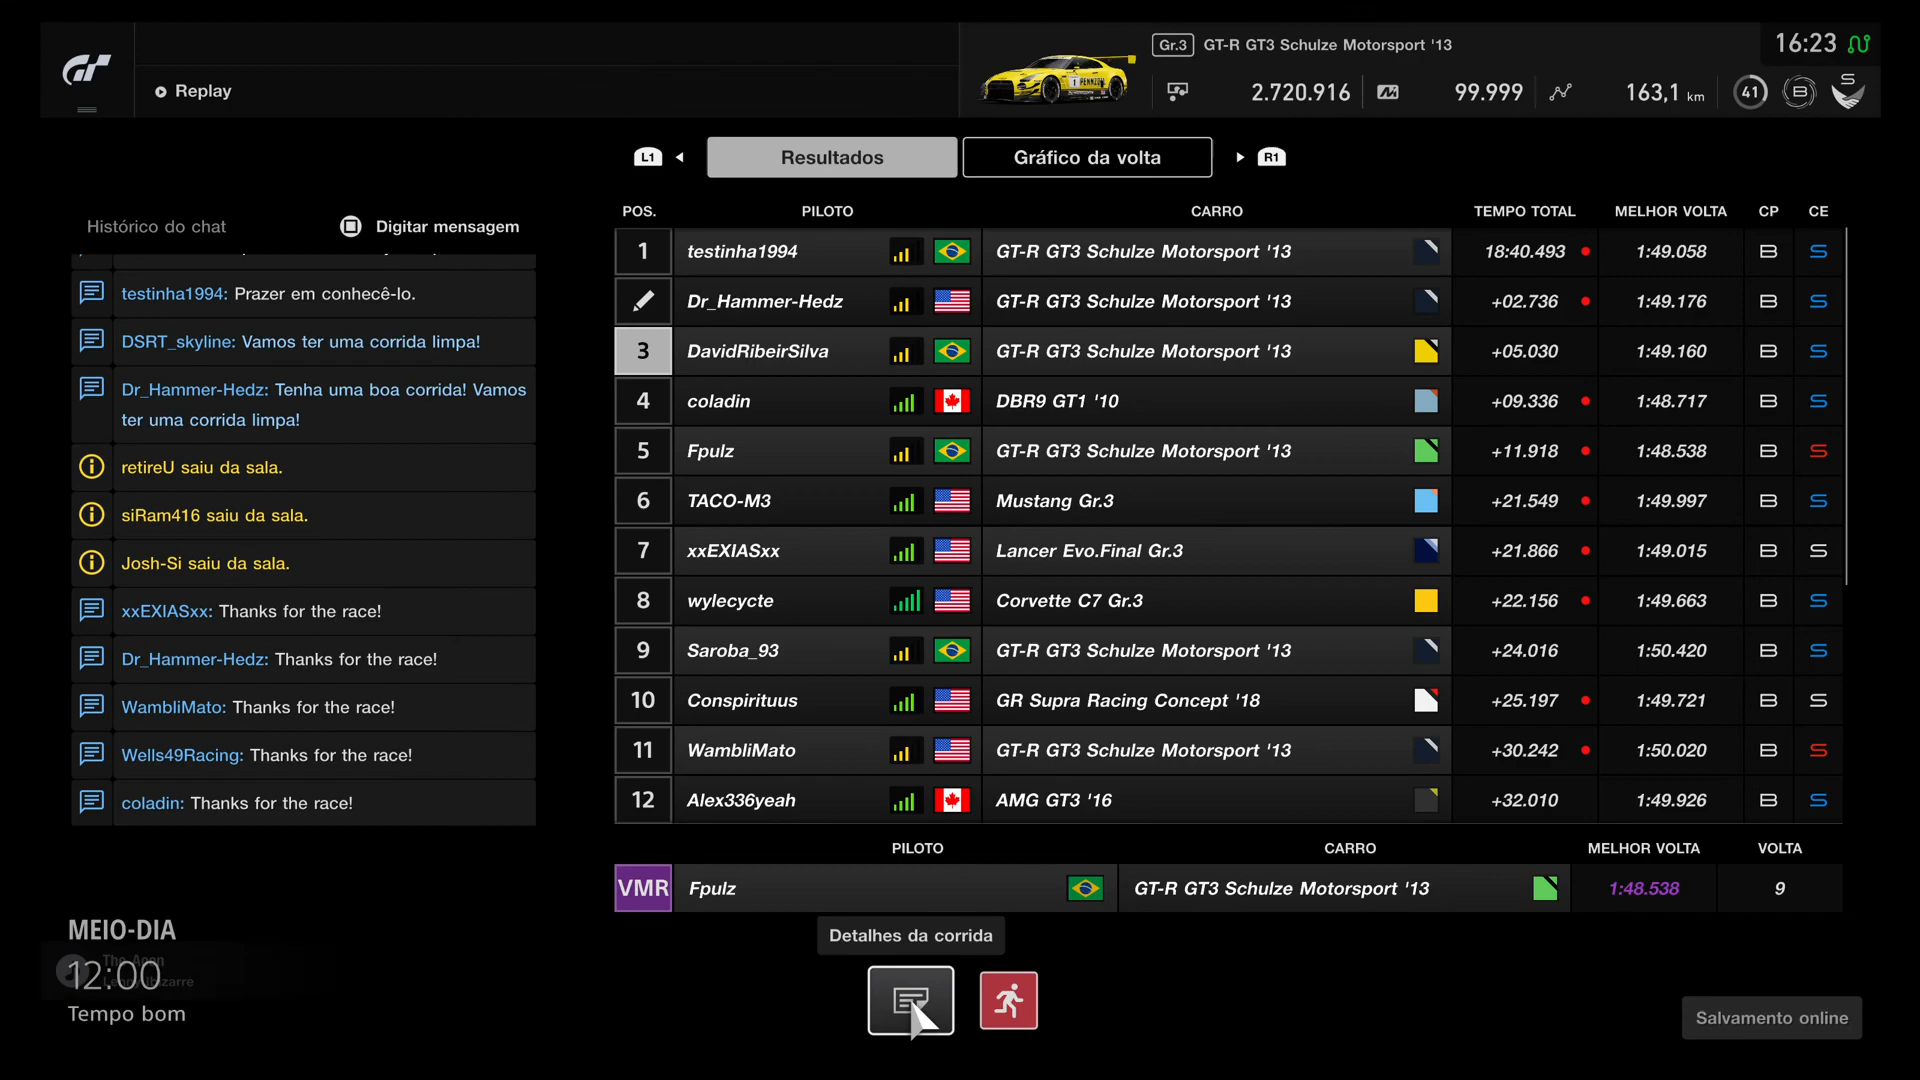 Gr.3 GT-R GT3 Schulze Motorsport '13
16:23
Replay
2.720.916 99.999 163,1 km 41 B S
L1 Resultados Gráfico da volta R1
Histórico do chat Digitar mensagem
testinha1994: Prazer em conhecê-lo.
DSRT_skyline: Vamos ter uma corrida limpa!
Dr_Hammer-Hedz: Tenha uma boa corrida! Vamos
ter uma corrida limpa!
retireU saiu da sala.
siRam416 saiu da sala.
Josh-Si saiu da sala.
xxEXIASxx: Thanks for the race!
Dr_Hammer-Hedz: Thanks for the race!
WambliMato: Thanks for the race!
Wells49Racing: Thanks for the race!
coladin: Thanks for the race!
POS. PILOTO CARRO TEMPO TOTAL MELHOR VOLTA CP CE
1 testinha1994 GT-R GT3 Schulze Motorsport '13 18:40.493 1:49.058 B S
Dr_Hammer-Hedz GT-R GT3 Schulze Motorsport '13 +02.736 1:49.176 B S
3 DavidRibeirSilva GT-R GT3 Schulze Motorsport '13 +05.030 1:49.160 B S
4 coladin DBR9 GT1 '10 +09.336 1:48.717 B S
5 Fpulz GT-R GT3 Schulze Motorsport '13 +11.918 1:48.538 B S
6 TACO-M3 Mustang Gr.3 +21.549 1:49.997 B S
7 xxEXIASxx Lancer Evo.Final Gr.3 +21.866 1:49.015 B S
8 wylecycte Corvette C7 Gr.3 +22.156 1:49.663 B S
9 Saroba_93 GT-R GT3 Schulze Motorsport '13 +24.016 1:50.420 B S
10 Conspirituus GR Supra Racing Concept '18 +25.197 1:49.721 B S
11 WambliMato GT-R GT3 Schulze Motorsport '13 +30.242 1:50.020 B S
12 Alex336yeah AMG GT3 '16 +32.010 1:49.926 B S
PILOTO CARRO MELHOR VOLTA VOLTA
VMR Fpulz GT-R GT3 Schulze Motorsport '13 1:48.538 9
Detalhes da corrida
MEIO-DIA
12:00
Tempo bom
Salvamento online